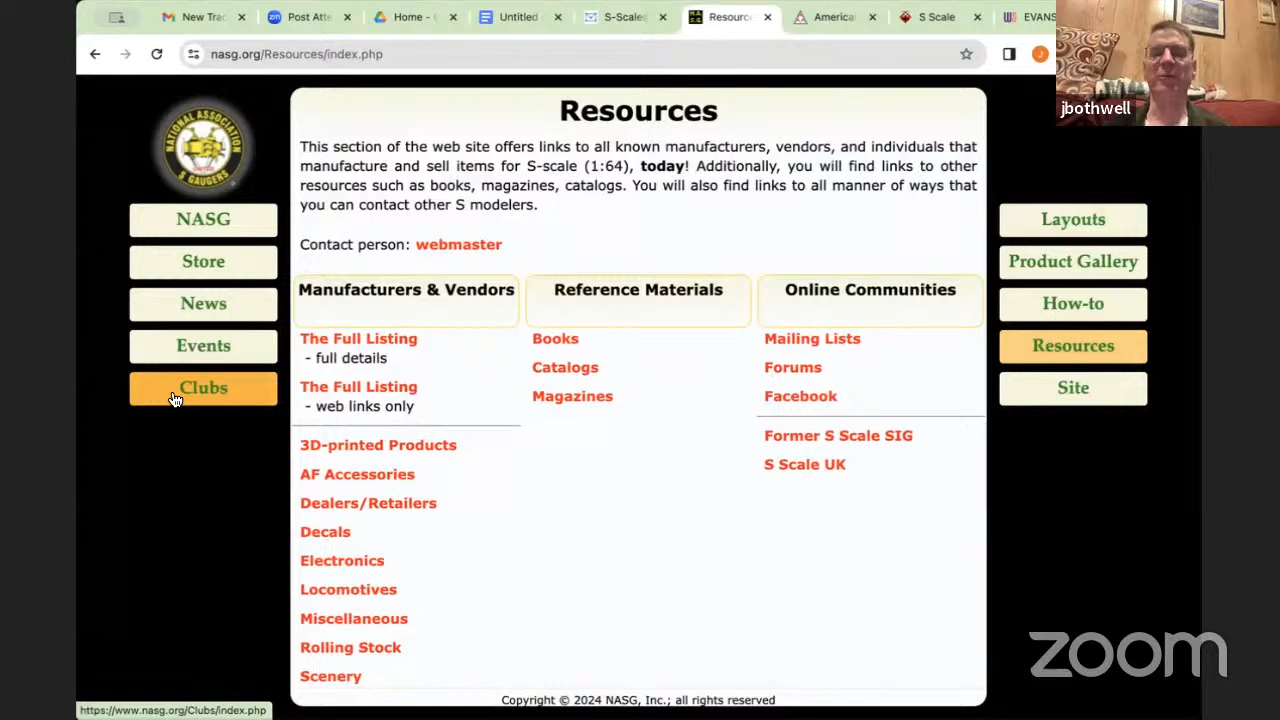 New Trac
Post Atte
Home - (
Untitled
S-Scale
Resourc
America
S Scale
EVANS
nasg.org/Resources/index.php
J
jbothwell
NATIONAL ASSOCIATION
S GAUGERS
NASG
Store
News
Events
Clubs
Resources
This section of the web site offers links to all known manufacturers, vendors, and individuals that
manufacture and sell items for S-scale (1:64), today! Additionally, you will find links to other
resources such as books, magazines, catalogs. You will also find links to all manner of ways that
you can contact other S modelers.
Contact person: webmaster
Manufacturers & Vendors
The Full Listing
- full details
The Full Listing
- web links only
3D-printed Products
AF Accessories
Dealers/Retailers
Decals
Electronics
Locomotives
Miscellaneous
Rolling Stock
Scenery
Reference Materials
Books
Catalogs
Magazines
Online Communities
Mailing Lists
Forums
Facebook
Former S Scale SIG
S Scale UK
Layouts
Product Gallery
How-to
Resources
Site
Copyright © 2024 NASG, Inc.; all rights reserved
https://www.nasg.org/Clubs/index.php
zoom